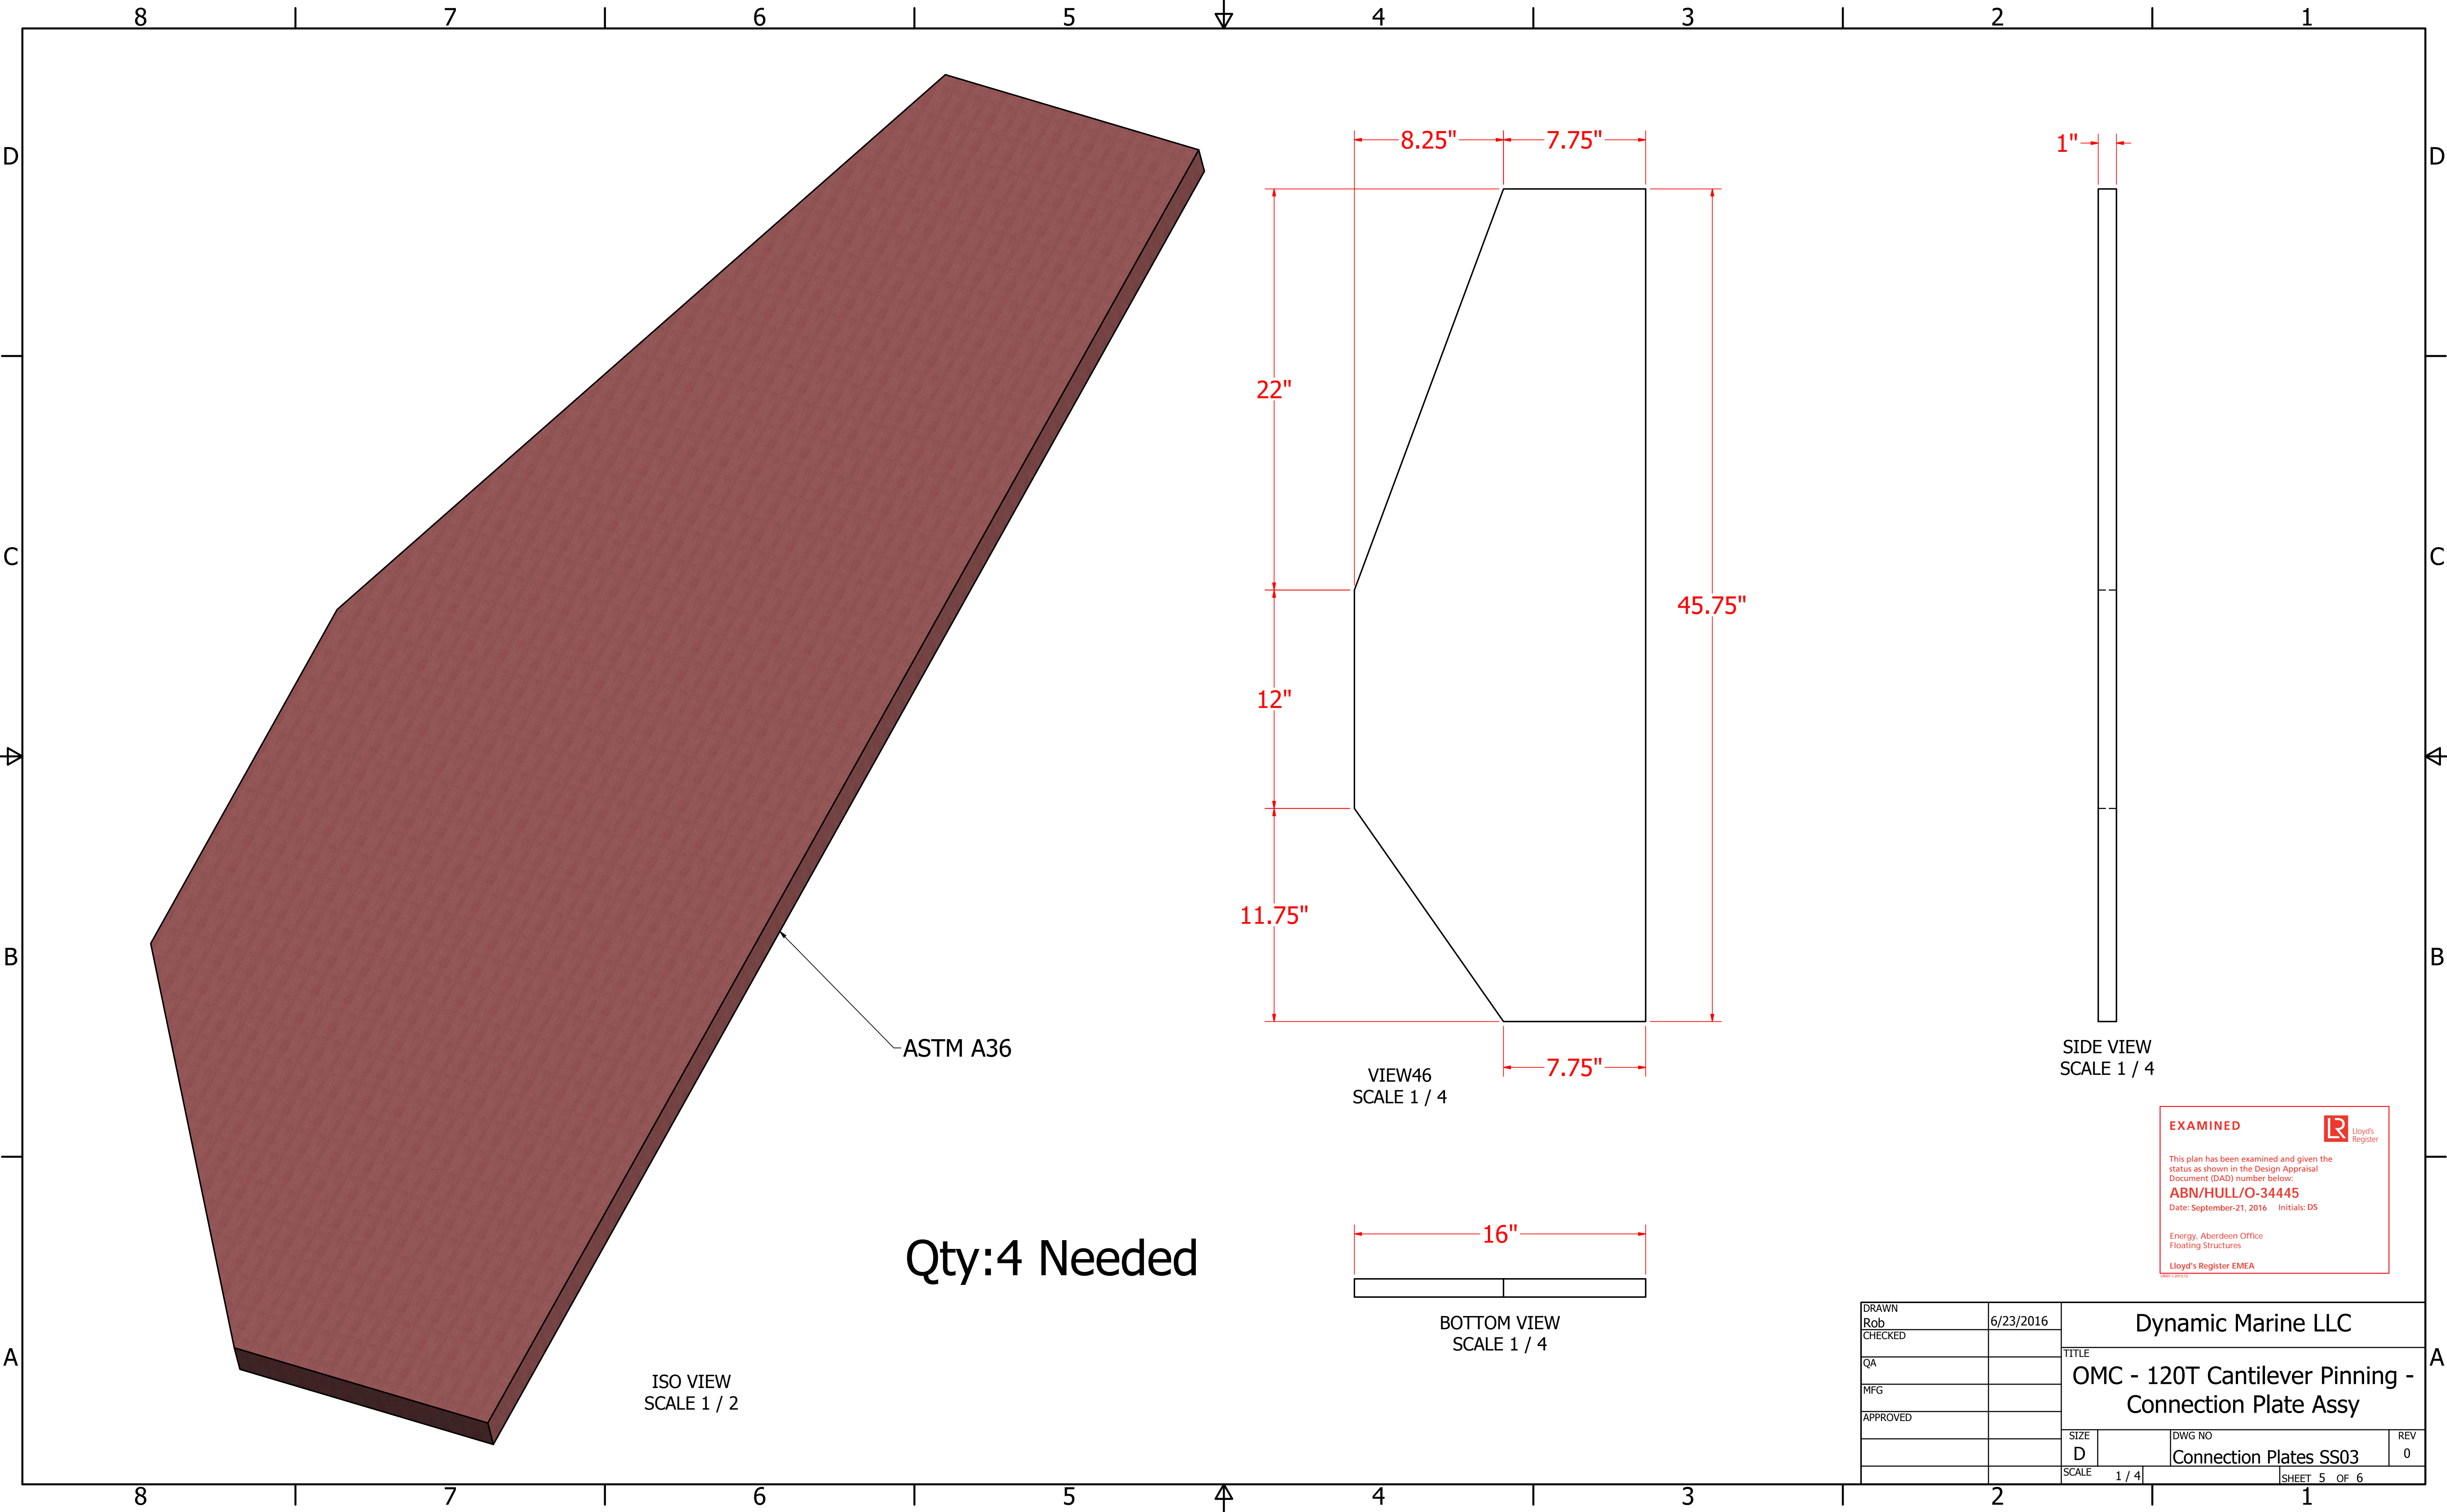 8 7 6 5 4 3 2 1
D D
C C
B B
A A
8.25" 7.75"
1"
22"
45.75"
12"
11.75"
7.75"
ASTM A36
VIEW46
SCALE 1 / 4
SIDE VIEW
SCALE 1 / 4
16"
BOTTOM VIEW
SCALE 1 / 4
Qty:4 Needed
ISO VIEW
SCALE 1 / 2
EXAMINED
LR Lloyd's
Register
This plan has been examined and given the
status as shown in the Design Appraisal
Document (DAD) number below:
ABN/HULL/O-34445
Date: September-21, 2016 Initials: DS
Energy, Aberdeen Office
Floating Structures
Lloyd's Register EMEA
DRAWN
Rob 6/23/2016
CHECKED
QA
MFG
APPROVED
Dynamic Marine LLC
TITLE
OMC - 120T Cantilever Pinning -
Connection Plate Assy
SIZE
D
DWG NO
Connection Plates SS03
REV
0
SCALE 1 / 4
SHEET 5 OF 6
8 7 6 5 4 3 2 1